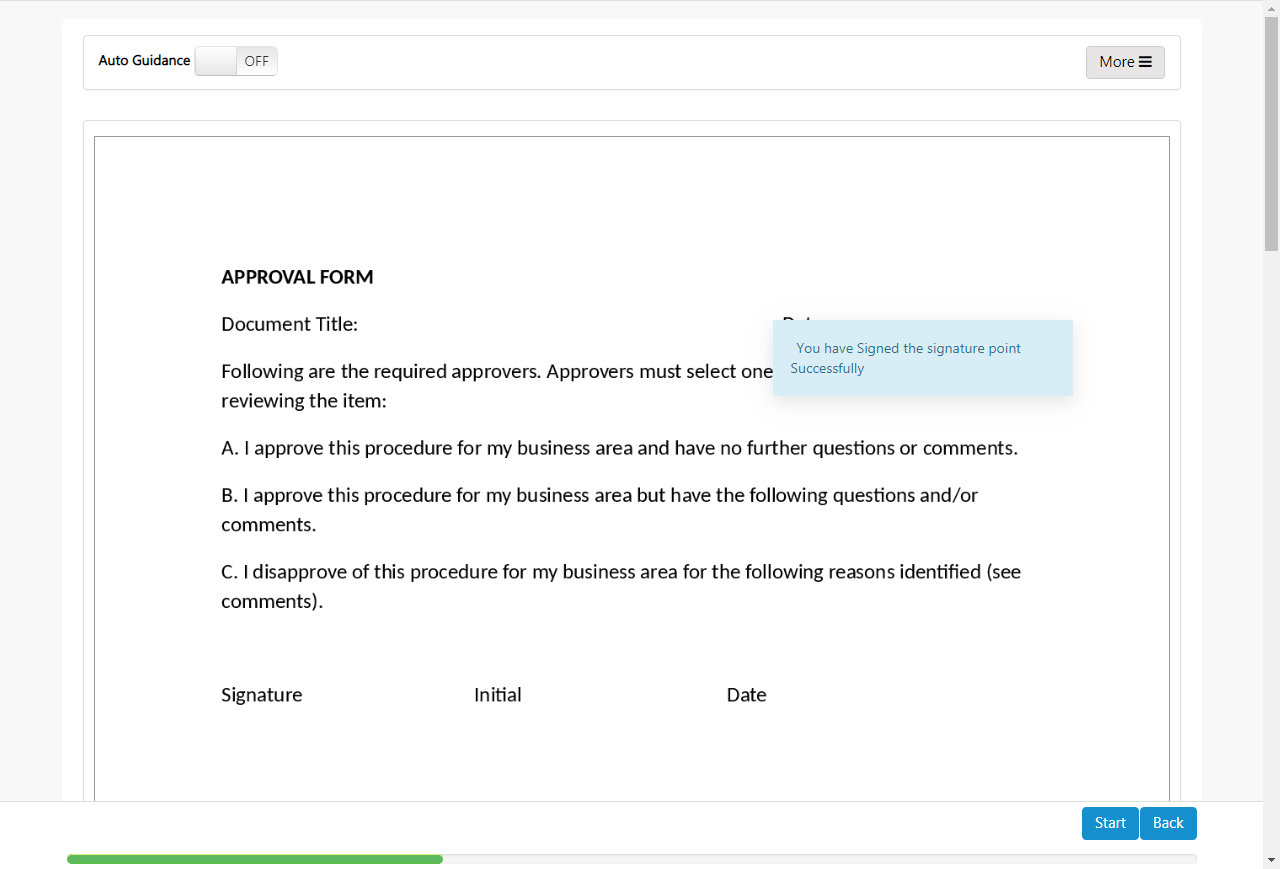 Auto Guidance OFF More
APPROVAL FORM
Document Title:
You have Signed the signature point
Successfully
Following are the required approvers. Approvers must select one
reviewing the item:
A. I approve this procedure for my business area and have no further questions or comments.
B. I approve this procedure for my business area but have the following questions and/or
comments.
C. I disapprove of this procedure for my business area for the following reasons identified (see
comments).
Signature Initial Date
Start Back